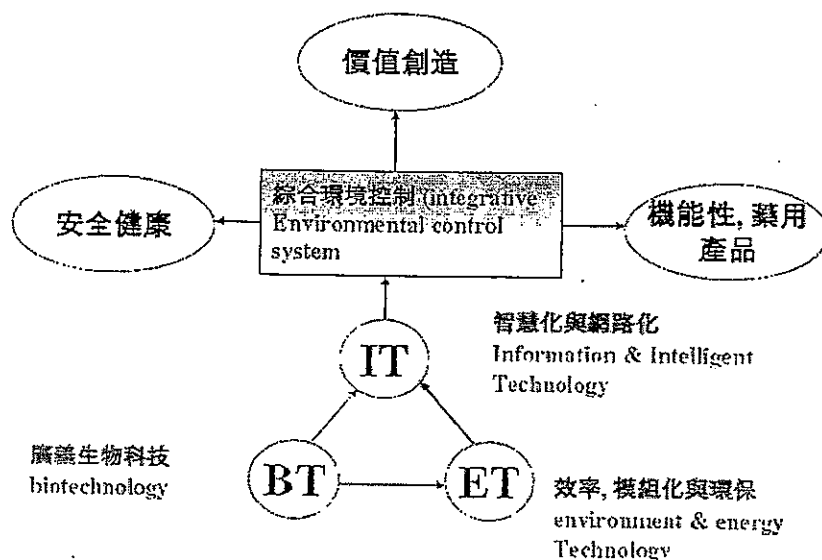 價值創造
綜合環境控制 (integrative
Environmental control
system
安全健康
機能性, 藥用
產品
智慧化與網路化
Information & Intelligent
Technology
IT
廣義生物科技
biotechnology
BT
ET
效率, 模組化與環保
environment & energy
Technology